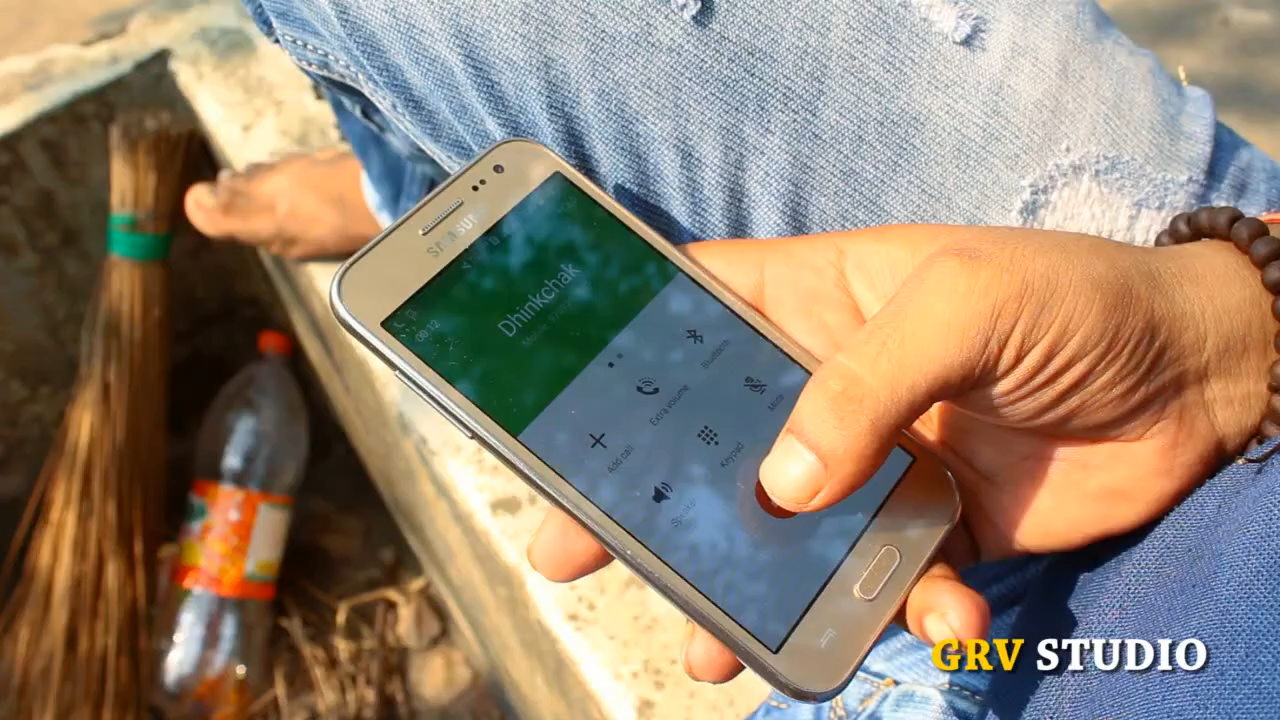 SAMSUNG
00:12
Dhinkchak
Extra volume
Bluetooth
Add call
Keypad
Mute
Speaker
GRV STUDIO